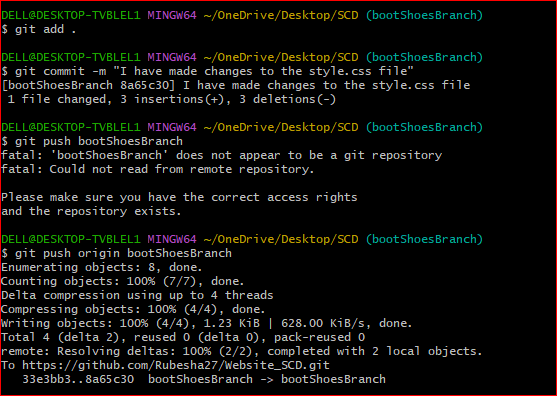 DELL@DESKTOP-TVBLEL1 MINGW64 ~/OneDrive/Desktop/SCD (bootShoesBranch)
$ git add .
DELL@DESKTOP-TVBLEL1 MINGW64 ~/OneDrive/Desktop/SCD (bootShoesBranch)
$ git commit -m "I have made changes to the style.css file"
[bootShoesBranch 8a65c30] I have made changes to the style.css file
 1 file changed, 3 insertions(+), 3 deletions(-)
DELL@DESKTOP-TVBLEL1 MINGW64 ~/OneDrive/Desktop/SCD (bootShoesBranch)
$ git push bootShoesBranch
fatal: 'bootShoesBranch' does not appear to be a git repository
fatal: Could not read from remote repository.
Please make sure you have the correct access rights
and the repository exists.
DELL@DESKTOP-TVBLEL1 MINGW64 ~/OneDrive/Desktop/SCD (bootShoesBranch)
$ git push origin bootShoesBranch
Enumerating objects: 8, done.
Counting objects: 100% (7/7), done.
Delta compression using up to 4 threads
Compressing objects: 100% (4/4), done.
Writing objects: 100% (4/4), 1.23 KiB | 628.00 KiB/s, done.
Total 4 (delta 2), reused 0 (delta 0), pack-reused 0
remote: Resolving deltas: 100% (2/2), completed with 2 local objects.
To https://github.com/Rubesha27/Website_SCD.git
   33e3bb3..8a65c30  bootShoesBranch -> bootShoesBranch